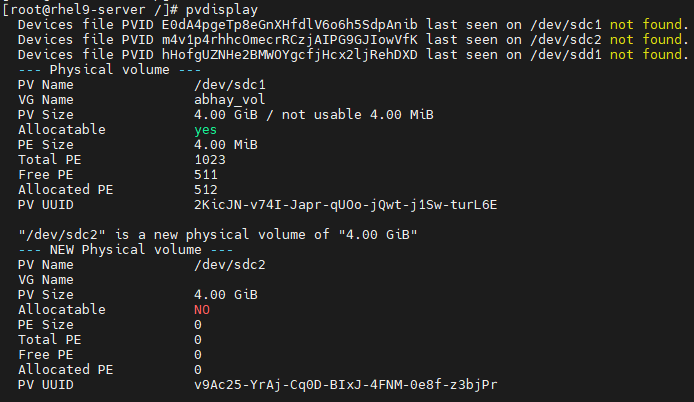 [root@rhel9-server /]# pvdisplay
Devices file PVID E0dA4pgeTp8eGnXHfdlV6o6h5SdpAnib last seen on /dev/sdc1 not found.
Devices file PVID m4v1p4rhhcOmecrRCzjAIPG9GJIowVfK last seen on /dev/sdc2 not found.
Devices file PVID hHofgUZNHe2BMWOYgcfjHcx2ljRehDXD last seen on /dev/sdd1 not found.
--- Physical volume ---
PV Name               /dev/sdc1
VG Name               abhay_vol
PV Size               4.00 GiB / not usable 4.00 MiB
Allocatable           yes
PE Size               4.00 MiB
Total PE              1023
Free PE               511
Allocated PE          512
PV UUID               2KicJN-v74I-Japr-qUOo-jQwt-j1Sw-turL6E
"/dev/sdc2" is a new physical volume of "4.00 GiB"
--- NEW Physical volume ---
PV Name               /dev/sdc2
VG Name
PV Size               4.00 GiB
Allocatable           NO
PE Size               0
Total PE              0
Free PE               0
Allocated PE          0
PV UUID               v9Ac25-YrAj-Cq0D-BIxJ-4FNM-0e8f-z3bjPr